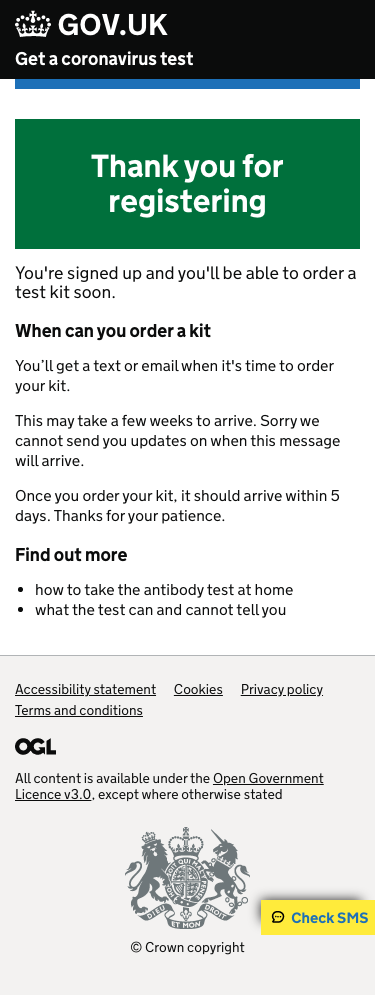 GOV.UK
Get a coronavirus test
Thank you for
registering
You're signed up and you'll be able to order a
test kit soon.
When can you order a kit
You’ll get a text or email when it's time to order
your kit.
This may take a few weeks to arrive. Sorry we
cannot send you updates on when this message
will arrive.
Once you order your kit, it should arrive within 5
days. Thanks for your patience.
Find out more
• how to take the antibody test at home
• what the test can and cannot tell you
Accessibility statement Cookies Privacy policy
Terms and conditions
OGL
All content is available under the Open Government
Licence v3.0, except where otherwise stated
DIEU ET MON DROIT
Check SMS
© Crown copyright